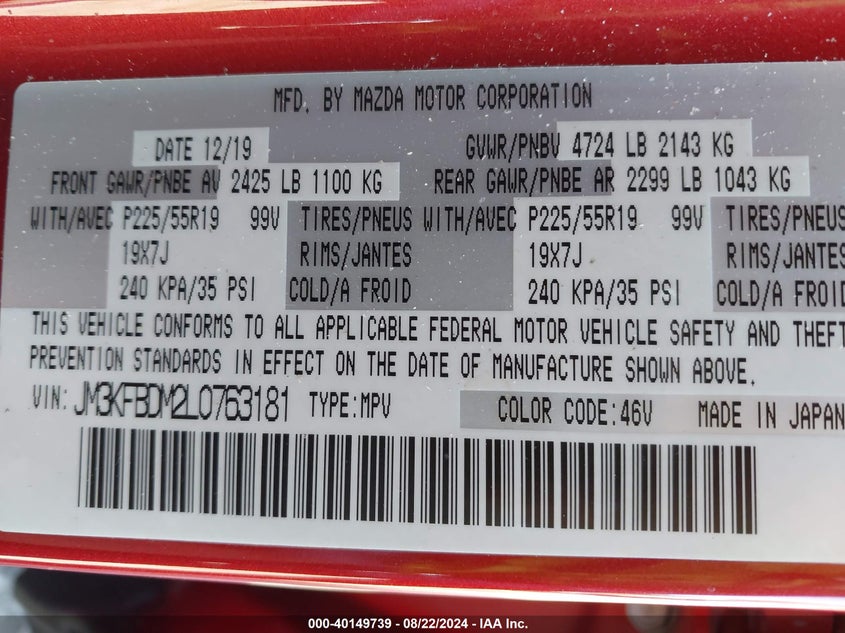 MFD. BY MAZDA MOTOR CORPORATION
DATE 12/19 GVWR/PNBV 4724 LB 2143 KG
FRONT GAWR/PNBE AV 2425 LB 1100 KG REAR GAWR/PNBE AR 2299 LB 1043 KG
WITH/AVEC P225/55R19 99V TIRES/PNEUS WITH/AVEC P225/55R19 99V TIRES/PNEUS
19X7J RIMS/JANTES 19X7J RIMS/JANTES
240 KPA/35 PSI COLD/A FROID 240 KPA/35 PSI COLD/A FROID
THIS VEHICLE CONFORMS TO ALL APPLICABLE FEDERAL MOTOR VEHICLE SAFETY AND THEFT
PREVENTION STANDARDS IN EFFECT ON THE DATE OF MANUFACTURE SHOWN ABOVE.
VIN: JM3KFBDM2L0763181 TYPE:MPV COLOR CODE:46V MADE IN JAPAN
000-40149739 - 08/22/2024 - IAA Inc.